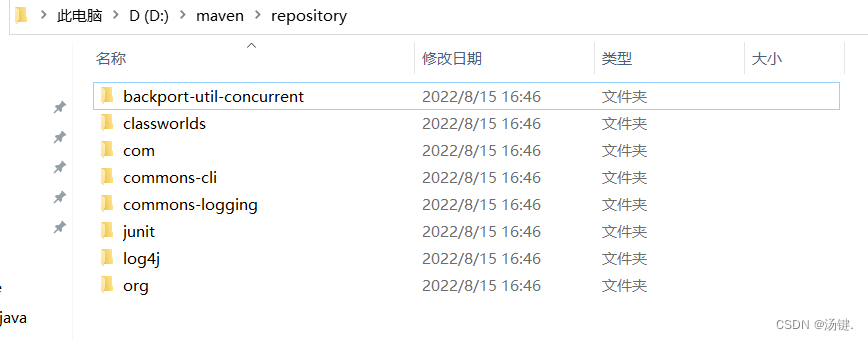 此电脑 > D (D:) > maven > repository
名称 修改日期 类型 大小
backport-util-concurrent 2022/8/15 16:46 文件夹
classworlds 2022/8/15 16:46 文件夹
com 2022/8/15 16:46 文件夹
commons-cli 2022/8/15 16:46 文件夹
commons-logging 2022/8/15 16:46 文件夹
junit 2022/8/15 16:46 文件夹
log4j 2022/8/15 16:46 文件夹
org 2022/8/15 16:46 文件夹
e
java
CSDN @汤键.